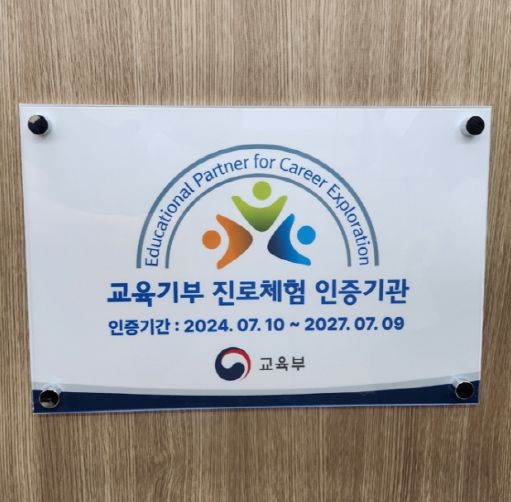 Educational Partner for Career Exploration
교육기부 진로체험 인증기관
인증기간 : 2024. 07. 10 ~ 2027. 07. 09
교육부